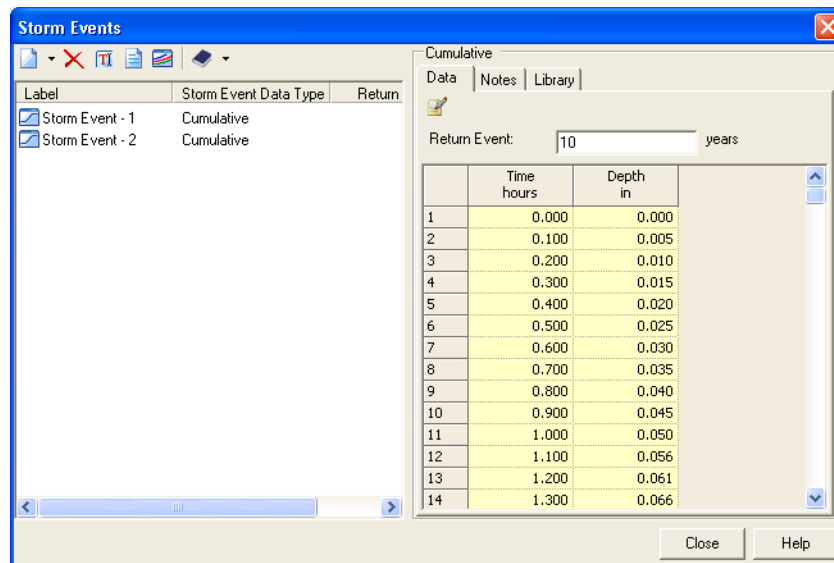 Storm Events
Label Storm Event Data Type Return
Storm Event - 1 Cumulative
Storm Event - 2 Cumulative
Cumulative
Data Notes Library
Return Event: 10 years
Time Depth
hours in
1 0.000 0.000
2 0.100 0.005
3 0.200 0.010
4 0.300 0.015
5 0.400 0.020
6 0.500 0.025
7 0.600 0.030
8 0.700 0.035
9 0.800 0.040
10 0.900 0.045
11 1.000 0.050
12 1.100 0.056
13 1.200 0.061
14 1.300 0.066
Close Help